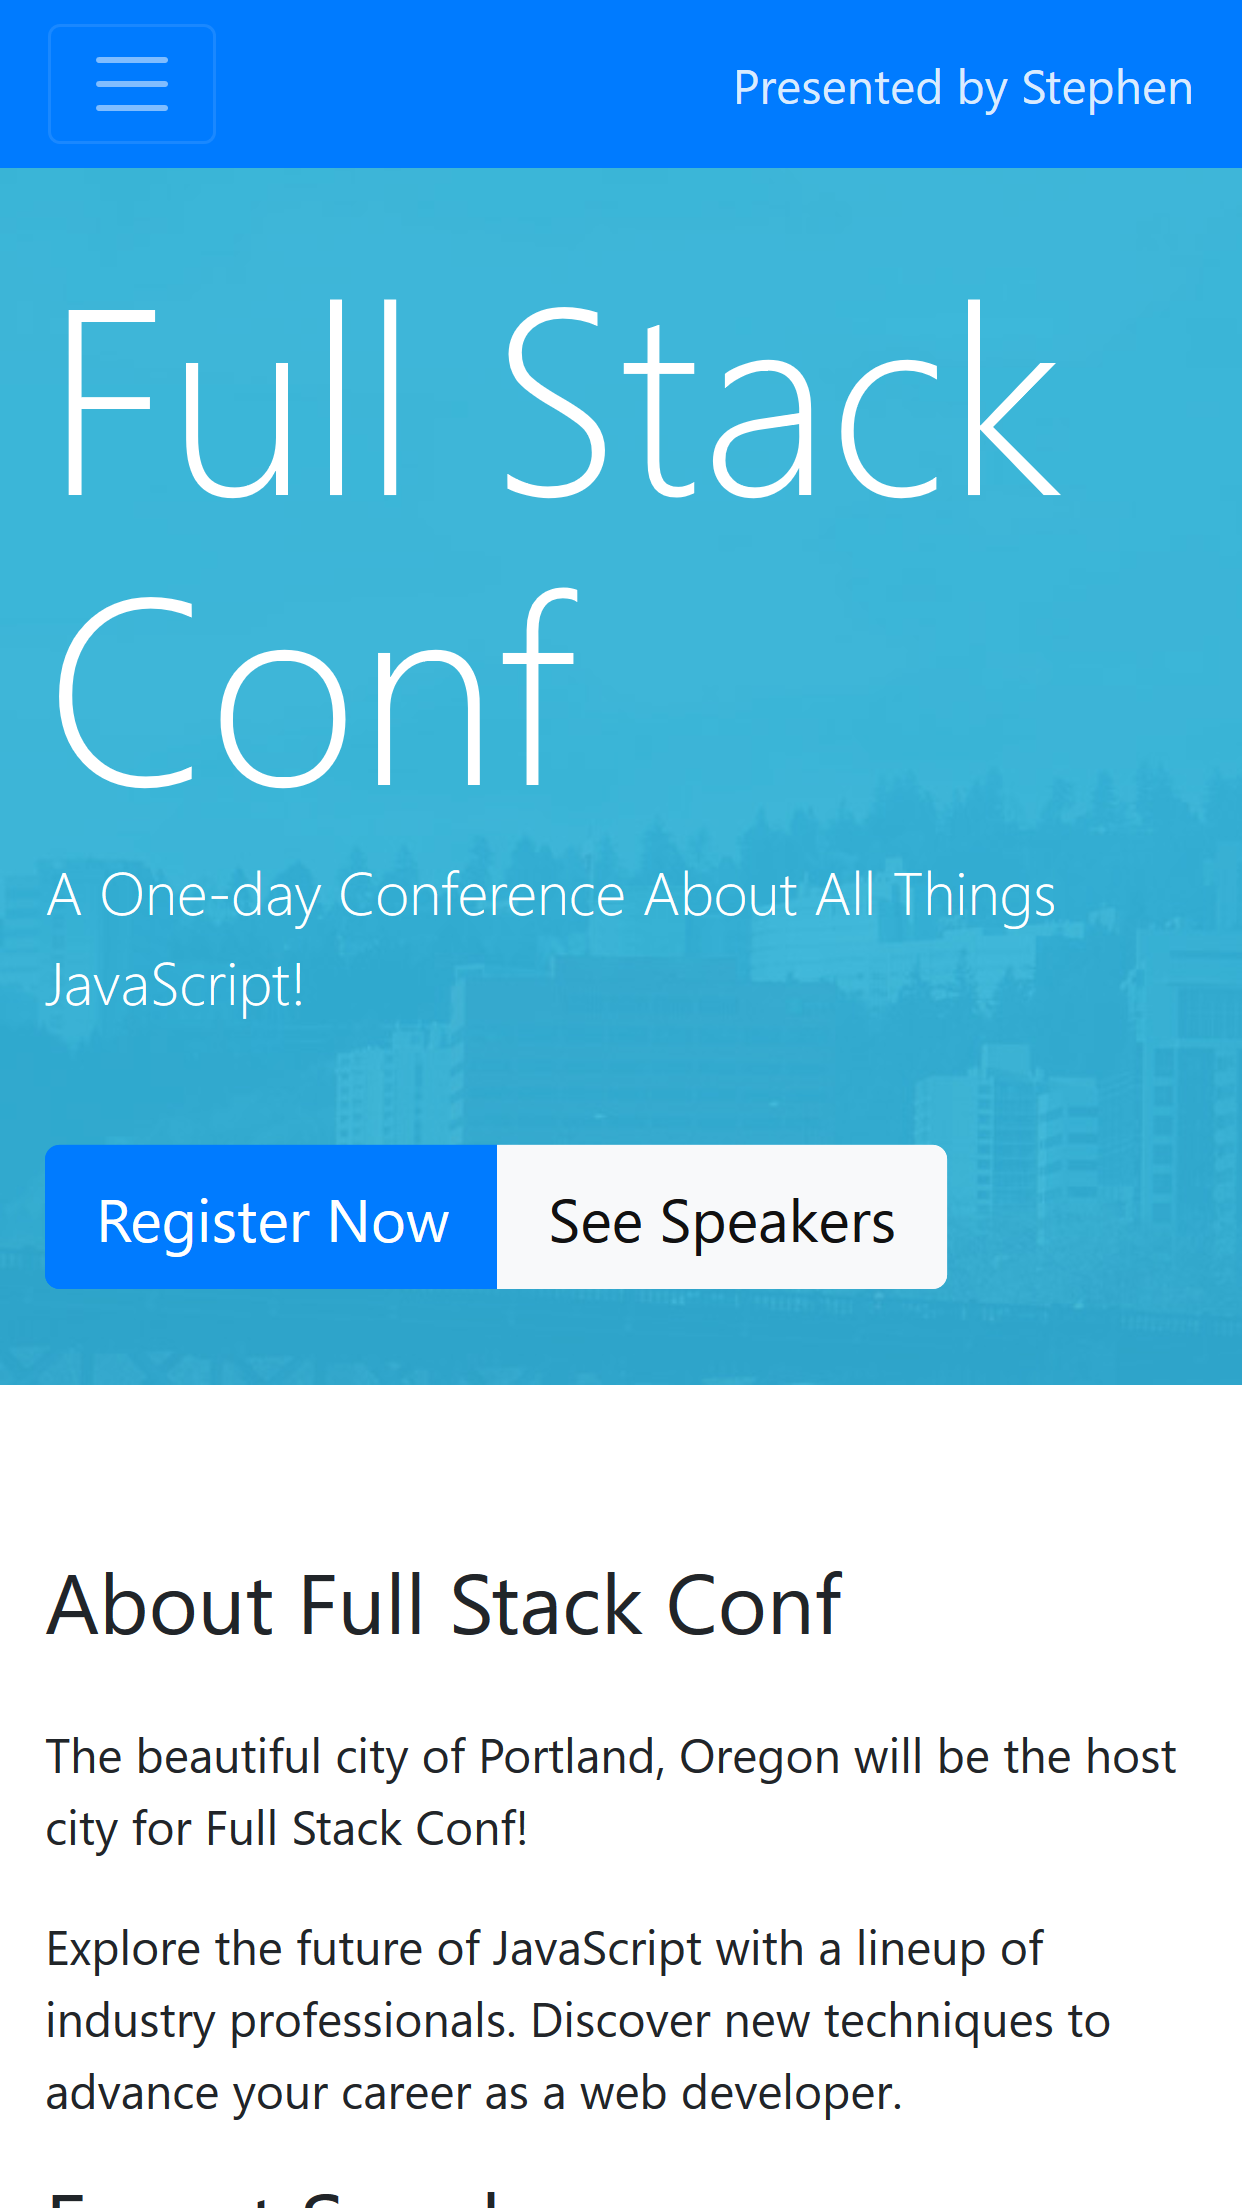 Presented by Stephen
Full Stack
Conf
A One-day Conference About All Things
JavaScript!
Register Now
See Speakers
About Full Stack Conf
The beautiful city of Portland, Oregon will be the host
city for Full Stack Conf!
Explore the future of JavaScript with a lineup of
industry professionals. Discover new techniques to
advance your career as a web developer.